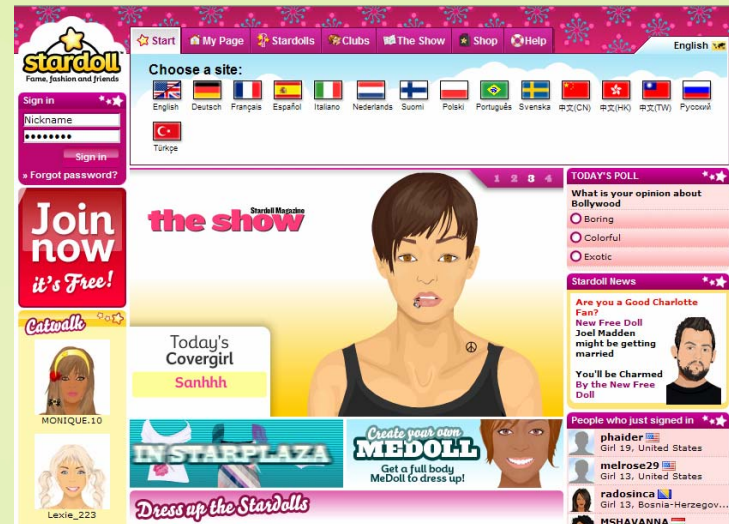 stardoll
Fame, fashion and friends
Start
My Page
Stardolls
Clubs
The Show
Shop
Help
English
Choose a site:
English
Deutsch
Français
Español
Italiano
Nederlands
Suomi
Polski
Português
Svenska
中文(CN)
中文(HK)
中文(TW)
Русский
Türkçe
Sign in
Nickname
Sign in
» Forgot password?
Join
now
it's Free!
Catwalk
MONIQUE.10
Lexie_223
1 2 3 4
Stardoll Magazine
the show
Today's
Covergirl
Sanhhh
IN STARPLAZA
Create your own
MEDOLL
Get a full body
MeDoll to dress up!
Dress up the Stardolls
TODAY'S POLL
What is your opinion about
Bollywood
Boring
Colorful
Exotic
Stardoll News
Are you a Good Charlotte
Fan?
New Free Doll
Joel Madden
might be getting
married
You'll be Charmed
By the New Free
Doll
People who just signed in
phaider
Girl 19, United States
melrose29
Girl 13, United States
radosinca
Girl 13, Bosnia-Herzegov...
MSHAVANNA